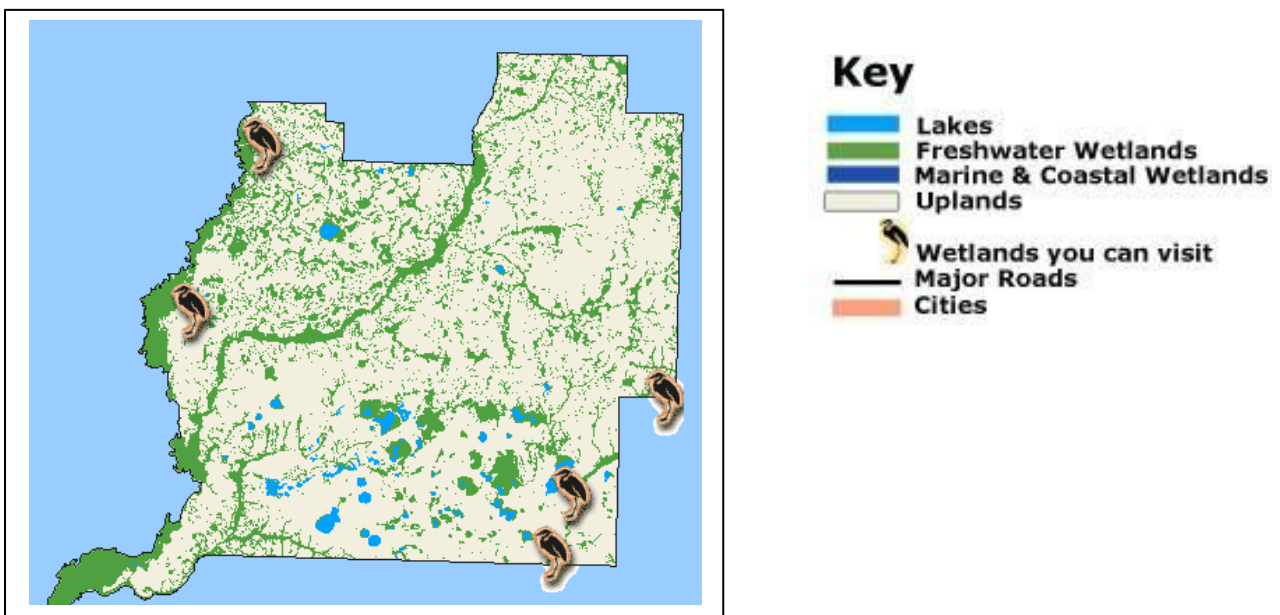 Key
Lakes
Freshwater Wetlands
Marine & Coastal Wetlands
Uplands
Wetlands you can visit
Major Roads
Cities